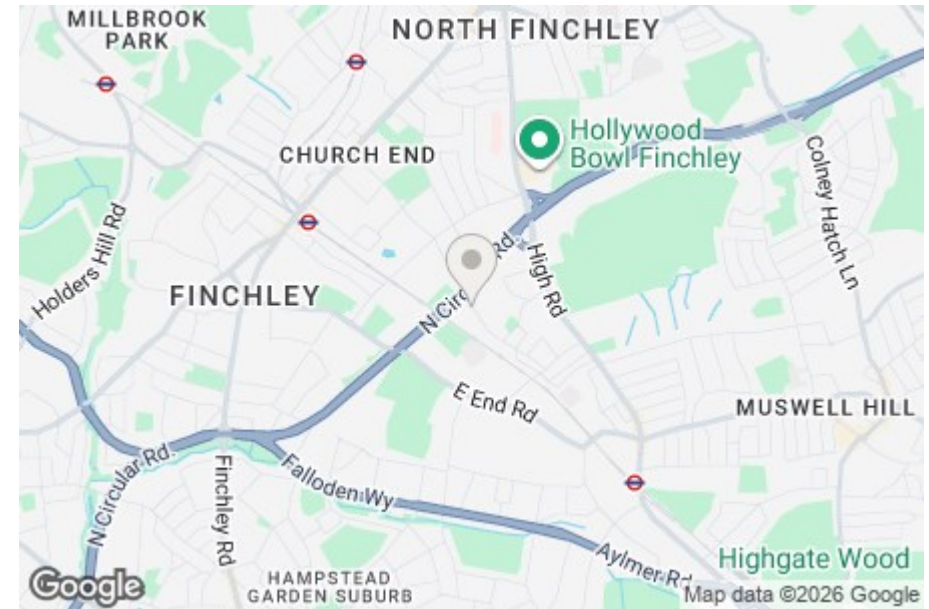 MILLBROOK
PARK
NORTH FINCHLEY
Hollywood
Bowl Finchley
CHURCH END
Colney Hatch Ln
Holders Hill Rd
N Circ
Rd
High Rd
FINCHLEY
E End Rd
MUSWELL HILL
N Circular Rd
Finchley Rd
Falloden Wy
Aylmer Rd
Highgate Wood
HAMPSTEAD
GARDEN SUBURB
Google
Map data ©2026 Google